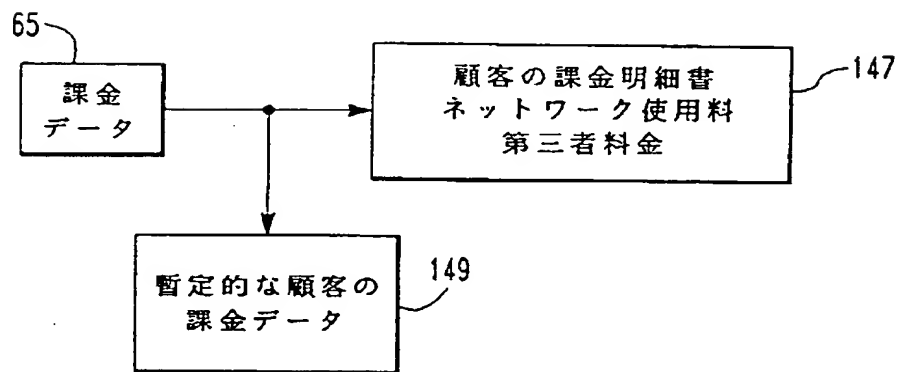 65
課金
データ
顧客の課金明細書
ネットワーク使用料
第三者料金
147
暫定的な顧客の
課金データ
149